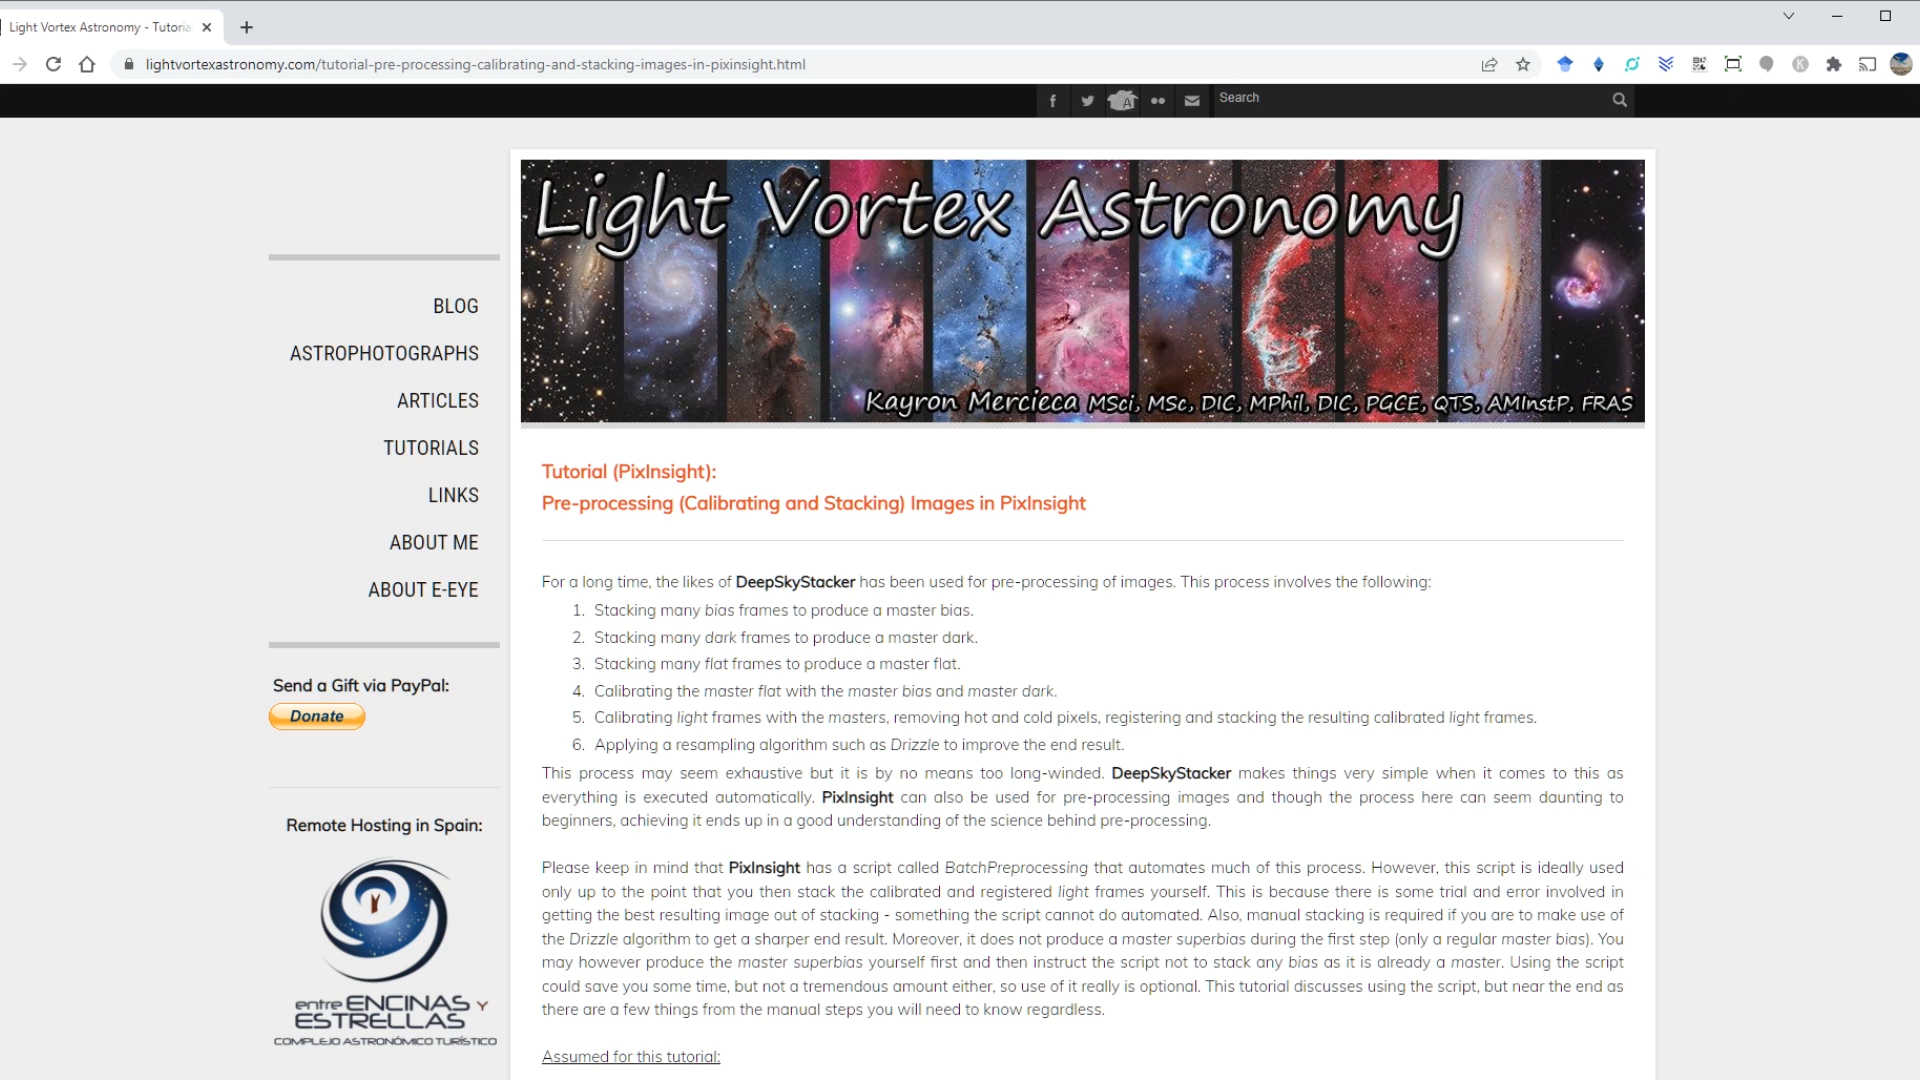 Light Vortex Astronomy - Tutoria
lightvortexastronomy.com/tutorial-pre-processing-calibrating-and-stacking-images-in-pixinsight.html
Search
Light Vortex Astronomy
Kayron Mercieca MSci, MSc, DIC, MPhil, DIC, PGCE, QTS, AMInstP, FRAS
BLOG
ASTROPHOTOGRAPHS
ARTICLES
TUTORIALS
LINKS
ABOUT ME
ABOUT E-EYE
Send a Gift via PayPal:
Donate
Remote Hosting in Spain:
entre ENCINAS Y
ESTRELLAS
COMPLEJO ASTRONÓMICO TURÍSTICO
Tutorial (PixInsight):
Pre-processing (Calibrating and Stacking) Images in PixInsight
For a long time, the likes of DeepSkyStacker has been used for pre-processing of images. This process involves the following:
1. Stacking many bias frames to produce a master bias.
2. Stacking many dark frames to produce a master dark.
3. Stacking many flat frames to produce a master flat.
4. Calibrating the master flat with the master bias and master dark.
5. Calibrating light frames with the masters, removing hot and cold pixels, registering and stacking the resulting calibrated light frames.
6. Applying a resampling algorithm such as Drizzle to improve the end result.
This process may seem exhaustive but it is by no means too long-winded. DeepSkyStacker makes things very simple when it comes to this as
everything is executed automatically. PixInsight can also be used for pre-processing images and though the process here can seem daunting to
beginners, achieving it ends up in a good understanding of the science behind pre-processing.
Please keep in mind that PixInsight has a script called BatchPreprocessing that automates much of this process. However, this script is ideally used
only up to the point that you then stack the calibrated and registered light frames yourself. This is because there is some trial and error involved in
getting the best resulting image out of stacking - something the script cannot do automated. Also, manual stacking is required if you are to make use of
the Drizzle algorithm to get a sharper end result. Moreover, it does not produce a master superbias during the first step (only a regular master bias). You
may however produce the master superbias yourself first and then instruct the script not to stack any bias as it is already a master. Using the script
could save you some time, but not a tremendous amount either, so use of it really is optional. This tutorial discusses using the script, but near the end as
there are a few things from the manual steps you will need to know regardless.
Assumed for this tutorial: